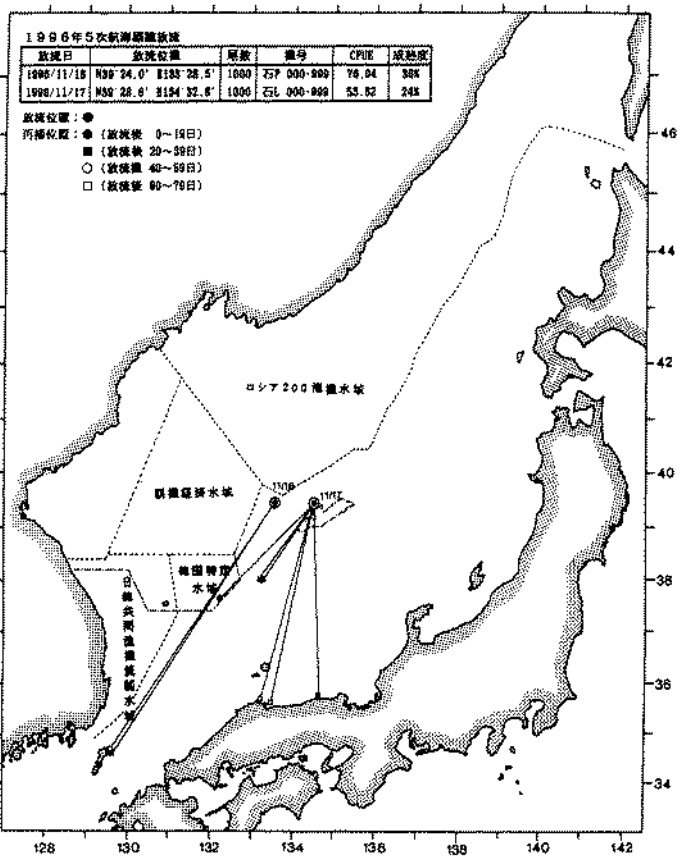 1996年5次航海標識放流
放流日 放流位置 尾数 標号 CPUE 成熟度
1996/11/16 N39°24.0' E133°28.5' 1000 石P 000-999 76.04 36%
1996/11/17 N39°28.6' E134°32.6' 1000 石L 000-999 53.52 24%
放流位置：●
再捕位置：● (放流後 0～19日)
■ (放流後 20～39日)
○ (放流後 40～59日)
□ (放流後 60～79日)
46
44
ロシア200海里水域
42
11/16
11/17
40
朝鮮経済水域
38
水域
日韓共同規制水域
36
34
128 130 132 134 136 138 140 142